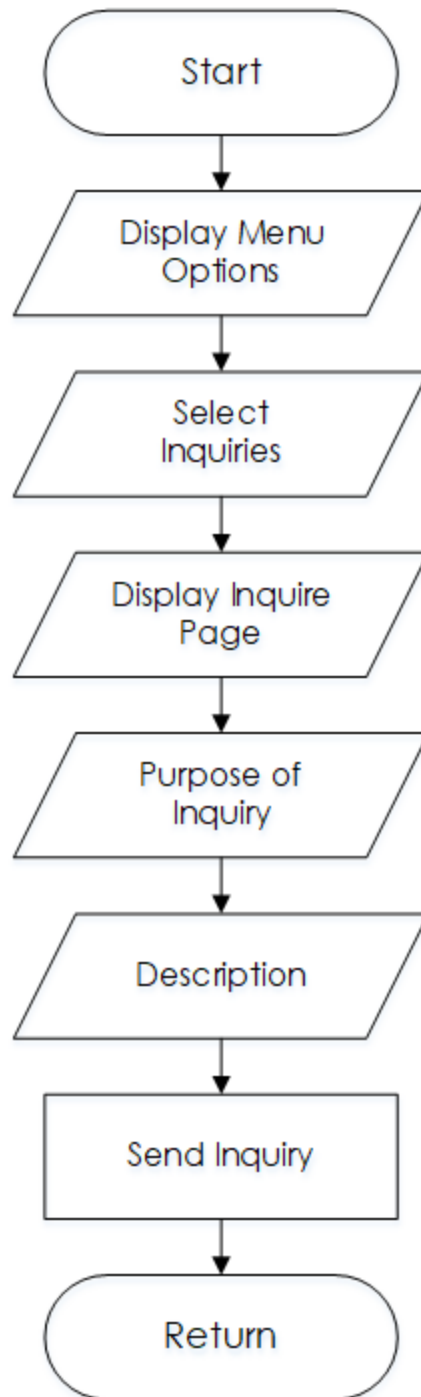 Start
Display Menu
Options
Select
Inquiries
Display Inquire
Page
Purpose of
Inquiry
Description
Send Inquiry
Return